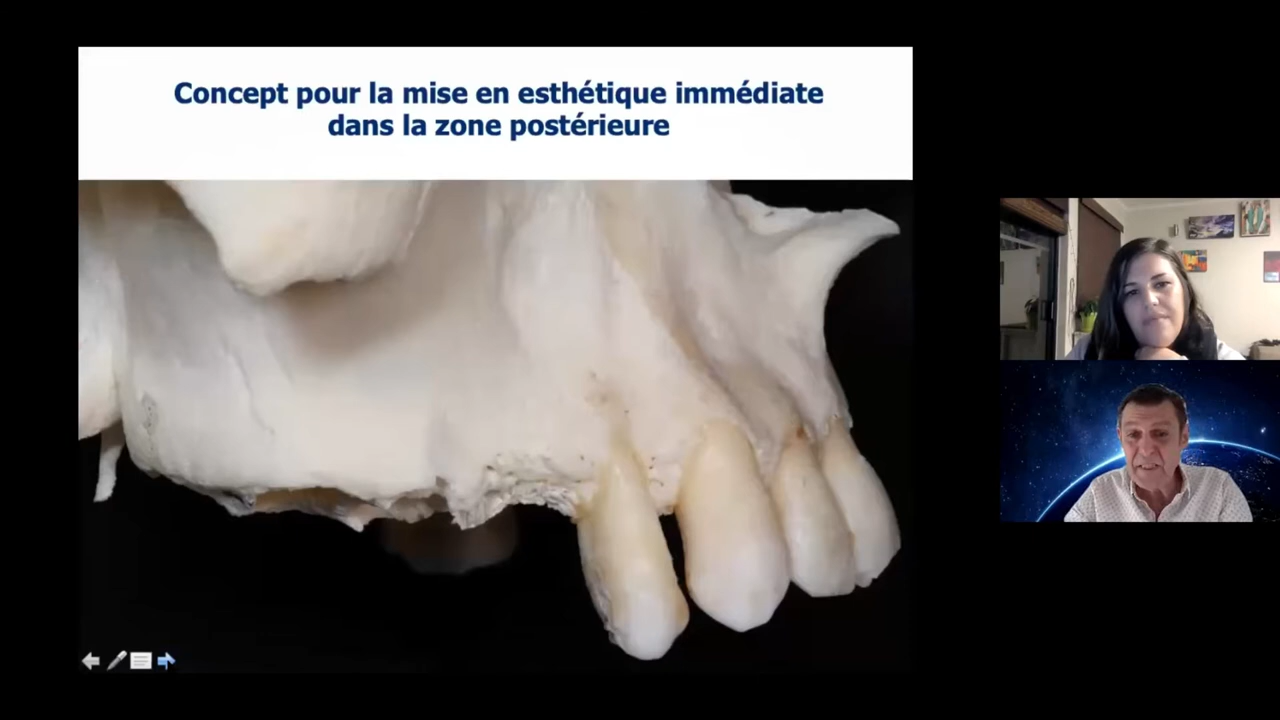 Concept pour la mise en esthétique immédiate
dans la zone postérieure